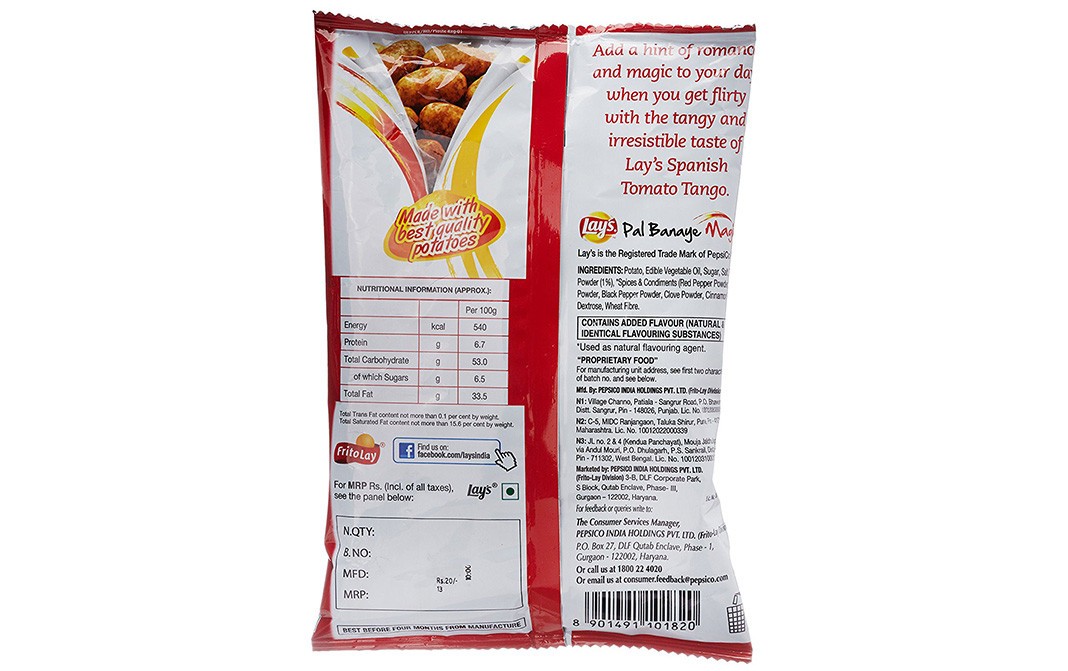 Made with
best quality
potatoes
NUTRITIONAL INFORMATION (APPROX.):
Per 100g
Energy kcal 540
Protein g 6.7
Total Carbohydrate g 53.0
of which Sugars g 6.5
Total Fat g 33.5
Total Trans Fat content not more than 0.1 per cent by weight.
Total Saturated Fat content not more than 15.6 per cent by weight.
FritoLay®
Find us on:
facebook.com/laysindia
For MRP Rs. (Incl. of all taxes),
see the panel below:
Lay's®
N.QTY:
B. NO:
MFD:
MRP:
Rs.20/-
13
BEST BEFORE FOUR MONTHS FROM MANUFACTURE
Add a hint of
and magic to your
when you get flirty
with the tangy and
irresistible taste of
Lay's Spanish
Tomato Tango.
Lay's Pal Banaye
Lay's is the Registered Trade Mark of
INGREDIENTS: Potato, Edible Vegetable Oil, Sugar,
Powder (1%), *Spices & Condiments (Red Pepper
Powder, Black Pepper Powder, Clove Powder,
Dextrose, Wheat Fibre.
CONTAINS ADDED FLAVOUR (NATURAL &
IDENTICAL FLAVOURING SUBSTANCES)
*Used as natural flavouring agent.
"PROPRIETARY FOOD"
For manufacturing unit address, see first two
of batch no. and see below.
Mfd. By: PEPSICO INDIA HOLDINGS PVT. LTD. (Frito-Lay
N1: Village Channo, Patiala - Sangrur Road, P.O.
Distt. Sangrur, Pin - 148026, Punjab. Lic. No.
N2: C-5, MIDC Ranjangaon, Taluka Shirur,
Maharashtra. Lic. No. 10012022000339
N3: JL no. 2 & 4 (Kendua Panchayat), Mouja
via Andul Mouri, P.O. Dhulagarh, P.S. Sankrail,
Pin - 711302, West Bengal. Lic. No.
Marketed by: PEPSICO INDIA HOLDINGS PVT. LTD.
(Frito-Lay Division) 3-B, DLF Corporate Park,
S Block, Qutab Enclave, Phase- III,
Gurgaon – 122002, Haryana.
For feedback or queries write to:
The Consumer Services Manager,
PEPSICO INDIA HOLDINGS PVT. LTD.
P.O. Box 27, DLF Qutab Enclave, Phase - 1,
Gurgaon - 122002, Haryana.
Or call us at 1800 22 4020
Or email us at consumer.feedback@pepsico.com
8 901491 101820